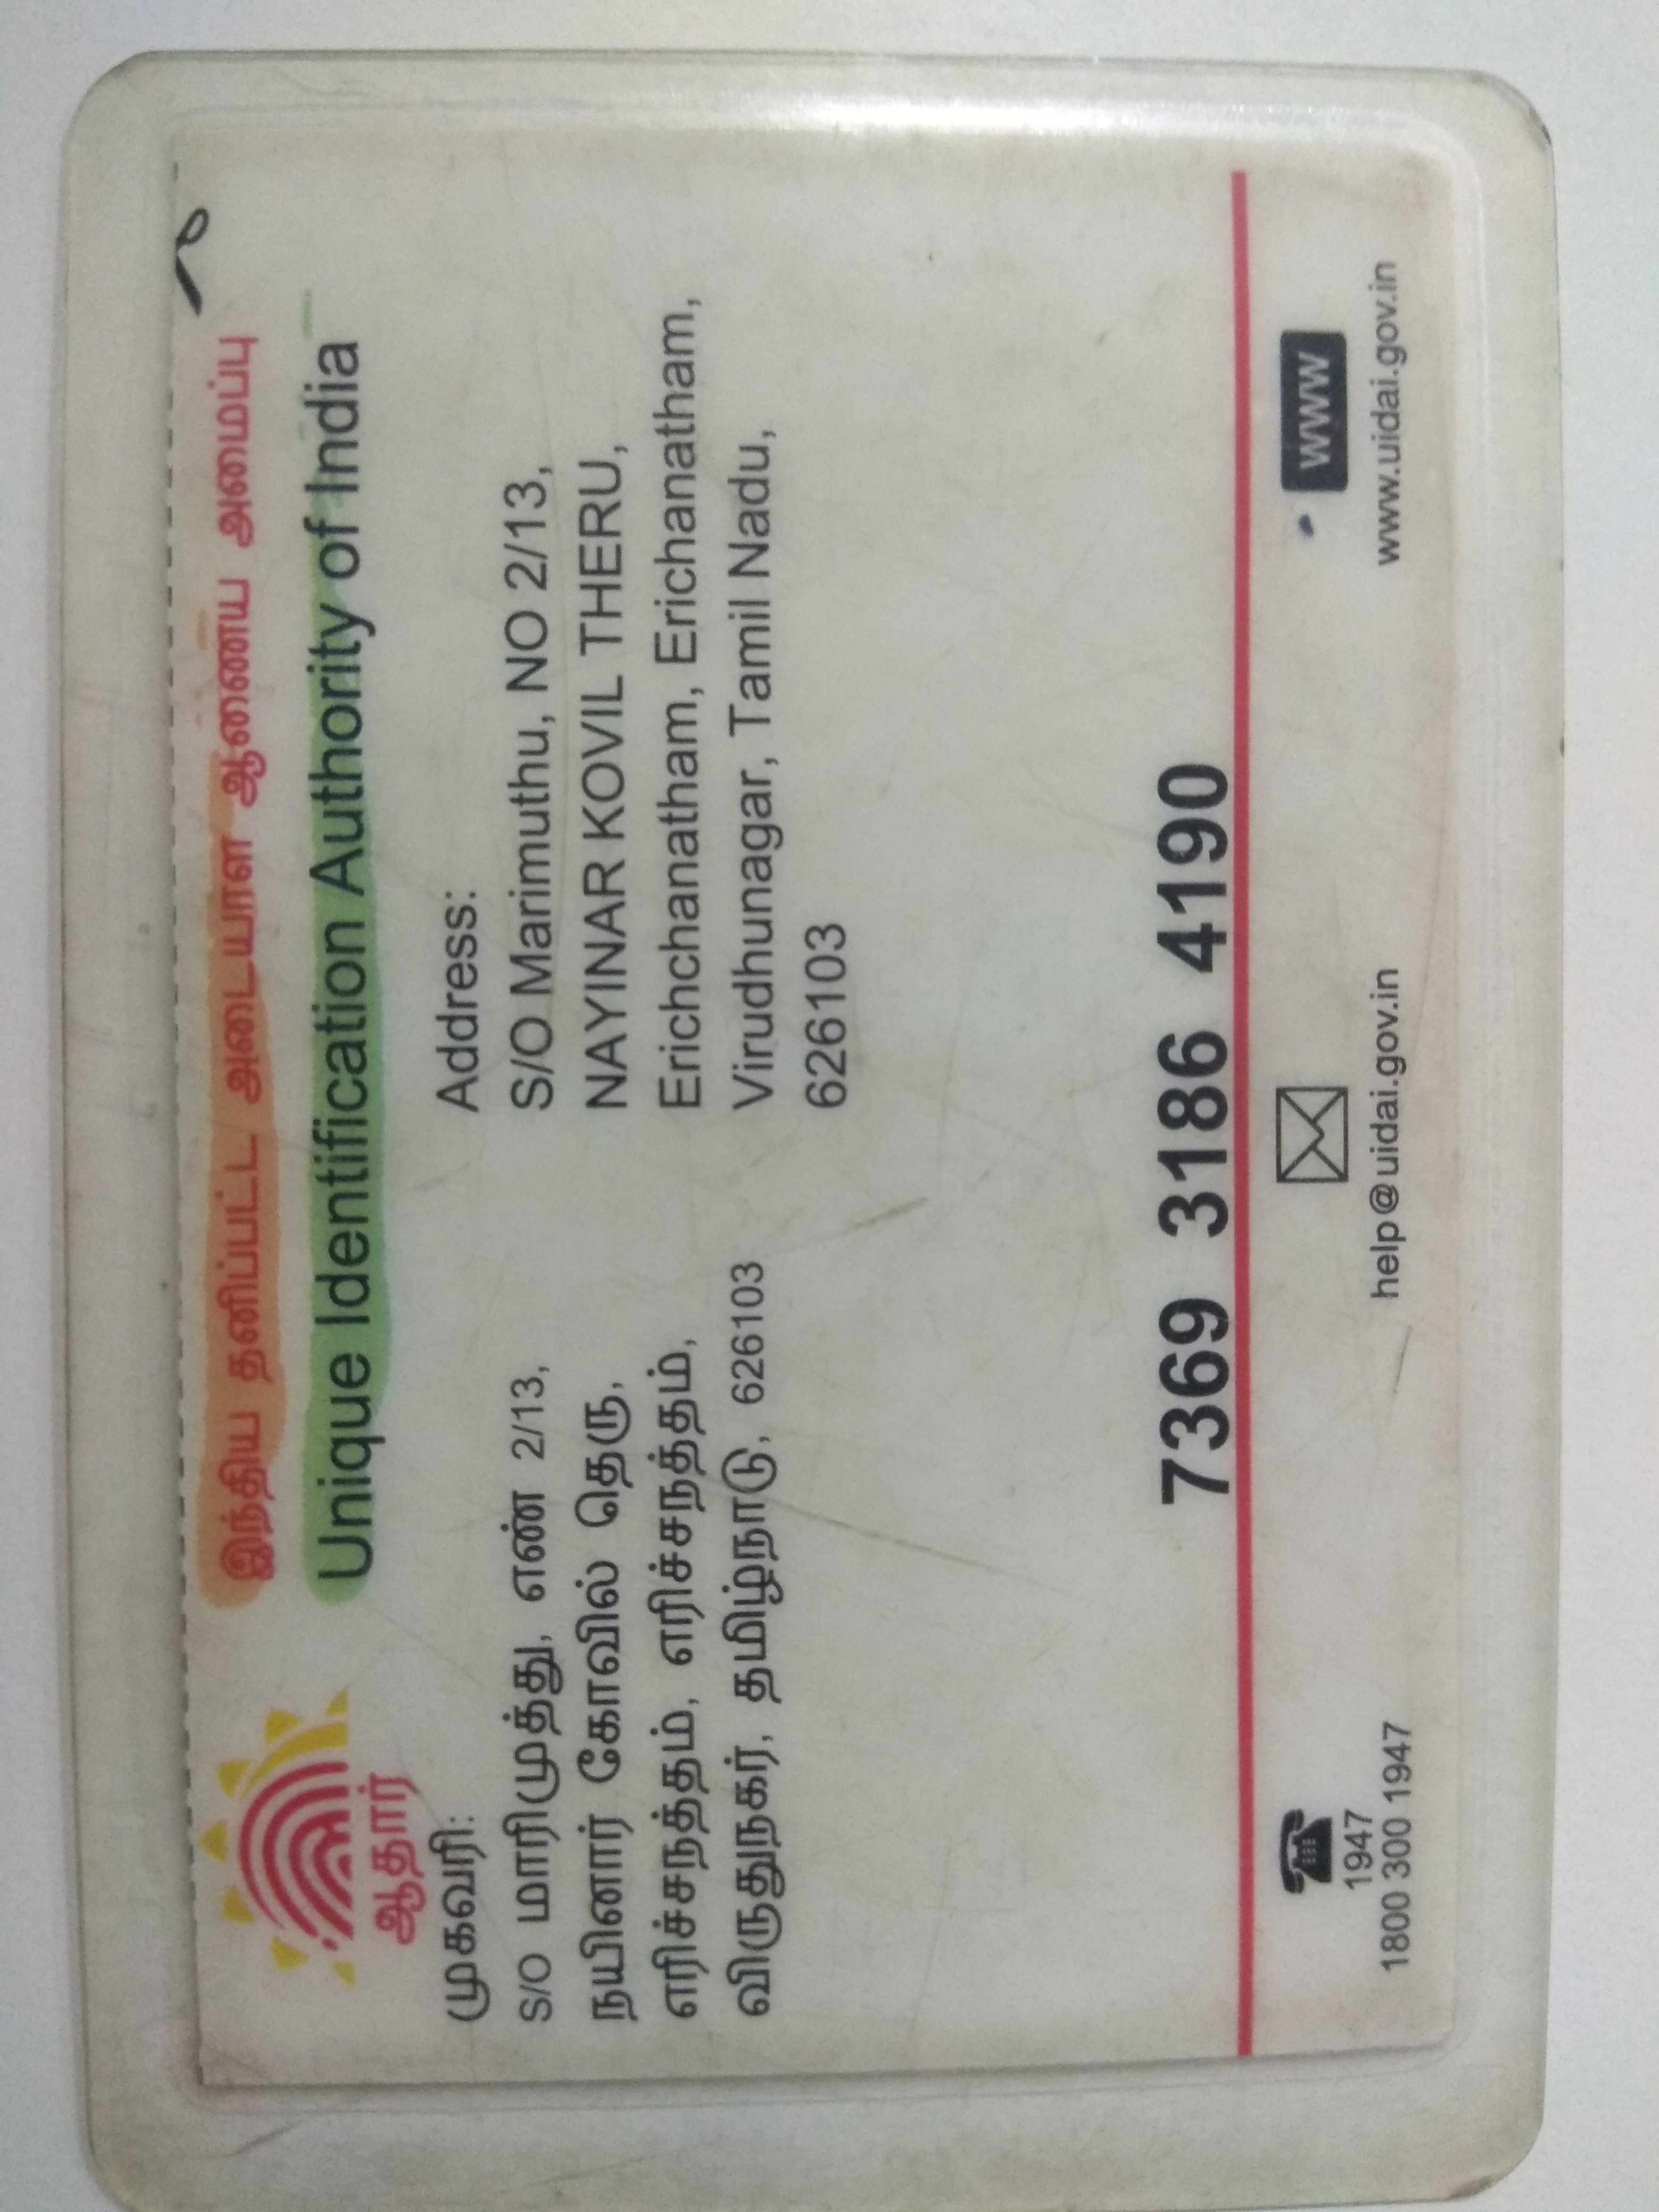 இந்திய தனிப்பட்ட அடையாள ஆணைய அமைப்பு
Unique Identification Authority of India
ஆதார்
முகவரி:
S/O மாரிமுத்து, எண் 2/13,
நயினார் கோவில் தெரு,
எரிச்சநத்தம், எரிச்சநத்தம்,
விருதுநகர், தமிழ்நாடு, 626103
Address:
S/O Marimuthu, NO 2/13,
NAYINAR KOVIL THERU,
Erichchanatham, Erichanatham,
Virudhunagar, Tamil Nadu,
626103
7369 3186 4190
1947
1800 300 1947
help@uidai.gov.in
www
www.uidai.gov.in